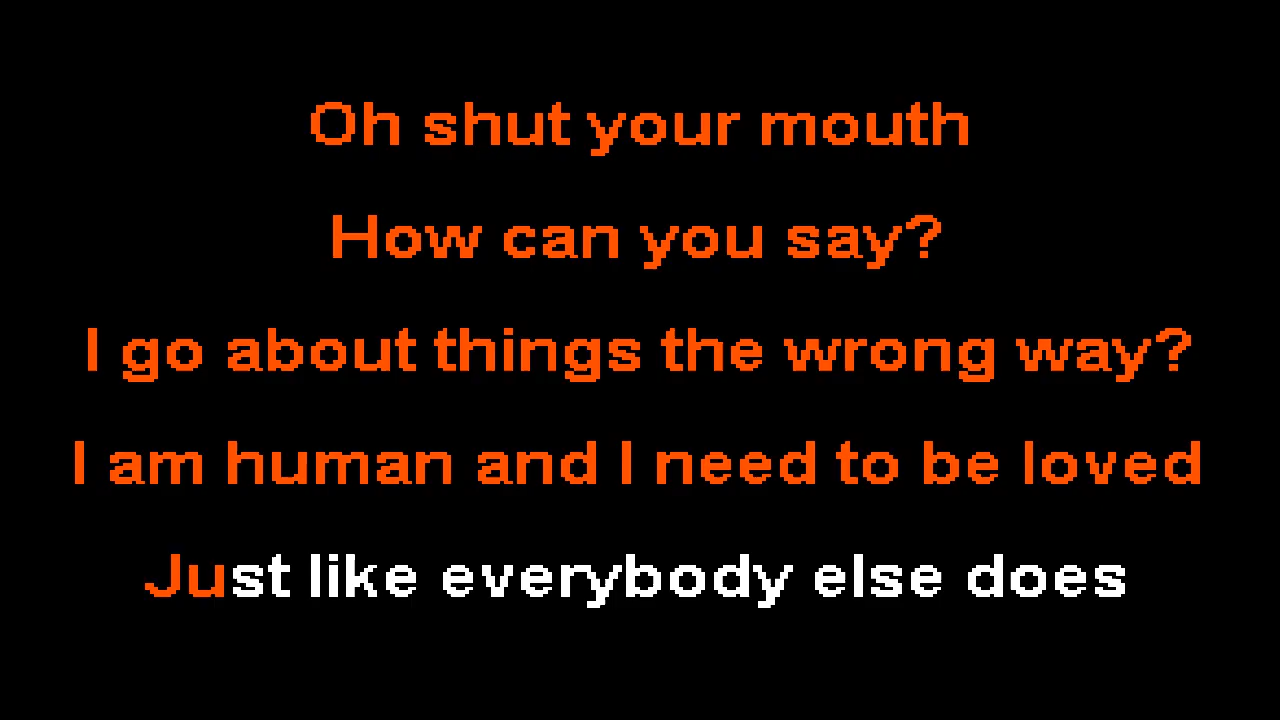 Oh shut your mouth
How can you say?
I go about things the wrong way?
I am human and I need to be loved
Just like everybody else does